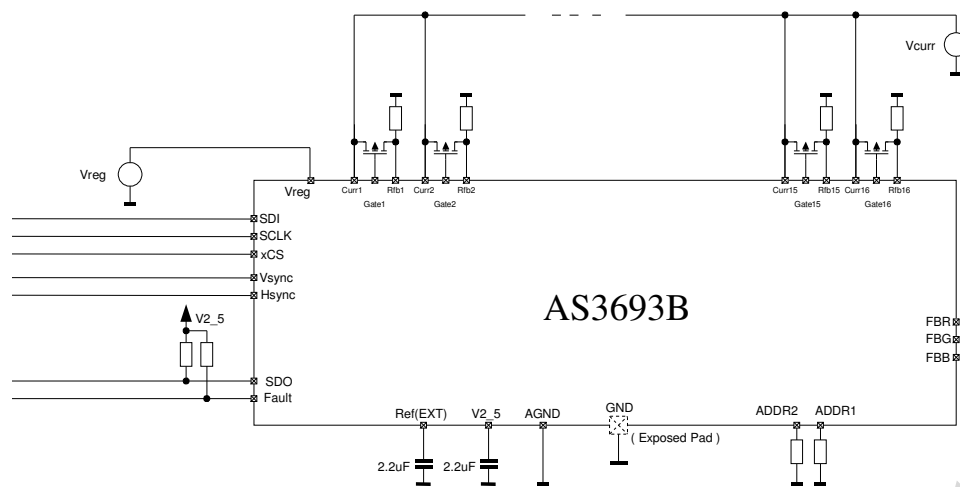 Vcurr
Vreg
Vreg
Curr1
Rfb1
Curr2
Rfb2
Curr15
Rfb15
Curr16
Rfb16
Gate1
Gate2
Gate15
Gate16
SDI
SCLK
xCS
Vsync
Hsync
AS3693B
V2_5
FBR
FBG
FBB
SDO
Fault
Ref(EXT)
V2_5
AGND
GND
( Exposed Pad )
ADDR2
ADDR1
2.2uF
2.2uF